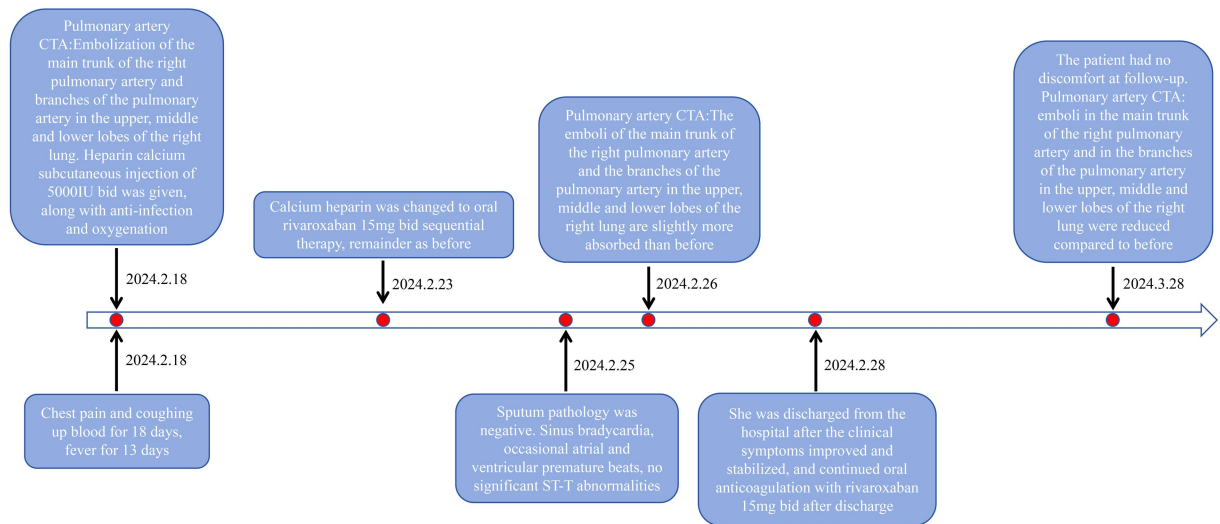 Pulmonary artery
CTA:Embolization of the
main trunk of the right
pulmonary artery and
branches of the pulmonary
artery in the upper, middle
and lower lobes of the right
lung. Heparin calcium
subcutaneous injection of
5000IU bid was given,
along with anti-infection
and oxygenation
2024.2.18
2024.2.18
Chest pain and coughing
up blood for 18 days,
fever for 13 days
Calcium heparin was changed to oral
rivaroxaban 15mg bid sequential
therapy, remainder as before
2024.2.23
2024.2.25
Sputum pathology was
negative. Sinus bradycardia,
occasional atrial and
ventricular premature beats, no
significant ST-T abnormalities
Pulmonary artery CTA:The
emboli of the main trunk of
the right pulmonary artery
and the branches of the
pulmonary artery in the upper,
middle and lower lobes of the
right lung are slightly more
absorbed than before
2024.2.26
2024.2.28
She was discharged from the
hospital after the clinical
symptoms improved and
stabilized, and continued oral
anticoagulation with rivaroxaban
15mg bid after discharge
The patient had no
discomfort at follow-up.
Pulmonary artery CTA:
emboli in the main trunk
of the right pulmonary
artery and in the branches
of the pulmonary artery
in the upper, middle and
lower lobes of the right
lung were reduced
compared to before
2024.3.28